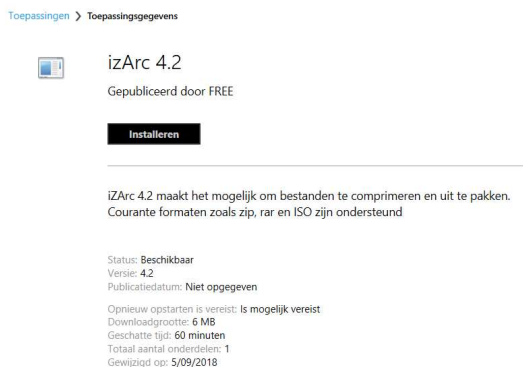 Toepassingen > Toepassingsgegevens
izArc 4.2
Gepubliceerd door FREE
Installeren
iZArc 4.2 maakt het mogelijk om bestanden te comprimeren en uit te pakken.
Courante formaten zoals zip, rar en ISO zijn ondersteund
Status: Beschikbaar
Versie: 4.2
Publicatiedatum: Niet opgegeven
Opnieuw opstarten is vereist: Is mogelijk vereist
Downloadgrootte: 6 MB
Geschatte tijd: 60 minuten
Totaal aantal onderdelen: 1
Gewijzigd op: 5/09/2018